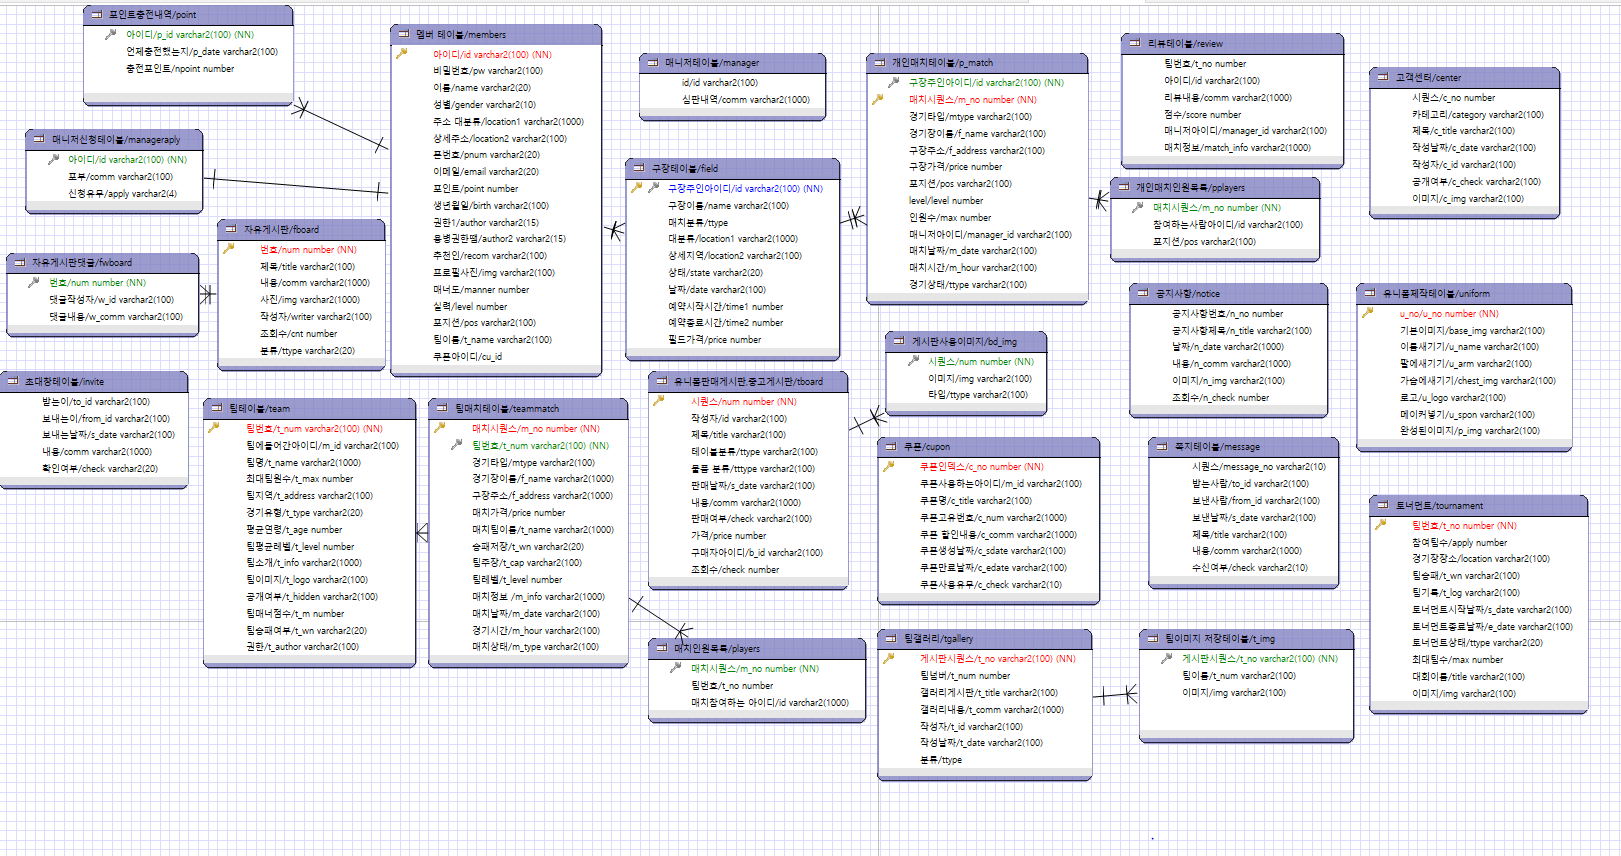 포인트충전내역/point
아이디/p_id varchar2(100) (NN)
언제충전했는지/p_date varchar2(100)
충전포인트/npoint number
멤버 테이블/members
아이디/id varchar2(100) (NN)
비밀번호/pw varchar2(100)
이름/name varchar2(20)
성별/gender varchar2(10)
주소 대분류/location1 varchar2(1000)
상세주소/location2 varchar2(100)
폰번호/pnum varchar2(20)
이메일/email varchar2(20)
포인트/point number
생년월일/birth varchar2(100)
권한1/author varchar2(15)
용병권한땜/author2 varchar2(15)
추천인/recom varchar2(100)
프로필사진/img varchar2(100)
매너도/manner number
실력/level number
포지션/pos varchar2(100)
팀이름/t_name varchar2(100)
쿠폰아이디/cu_id
매니저테이블/manager
id/id varchar2(100)
심판내역/comm varchar2(1000)
개인매치테이블/p_match
구장주인아이디/id varchar2(100) (NN)
매치시퀀스/m_no number (NN)
경기타입/mtype varchar2(100)
경기장이름/f_name varchar2(100)
구장주소/f_address varchar2(100)
구장가격/price number
포지션/pos varchar2(100)
level/level number
인원수/max number
매니저아이디/manager_id varchar2(100)
매치날짜/m_date varchar2(100)
매치시간/m_hour varchar2(100)
경기상태/ttype varchar2(100)
리뷰테이블/review
팀번호/t_no number
아이디/id varchar2(100)
리뷰내용/comm varchar2(1000)
점수/score number
매니저아이디/manager_id varchar2(100)
매치정보/match_info varchar2(1000)
고객센터/center
시퀀스/c_no number
카테고리/category varchar2(100)
제목/c_title varchar2(100)
작성날짜/c_date varchar2(100)
작성자/c_id varchar2(100)
공개여부/c_check varchar2(100)
이미지/c_img varchar2(100)
매니저신청테이블/manageraply
아이디/id varchar2(100) (NN)
포부/comm varchar2(100)
신청유무/apply varchar2(4)
구장테이블/field
구장주인아이디/id varchar2(100) (NN)
구장이름/name varchar2(100)
매치분류/ttype
대분류/location1 varchar2(1000)
상세지역/location2 varchar2(100)
상태/state varchar2(20)
날짜/date varchar2(100)
예약시작시간/time1 number
예약종료시간/time2 number
필드가격/price number
개인매치인원목록/pplayers
매치시퀀스/m_no number (NN)
참여하는사람아이디/id varchar2(100)
포지션/pos varchar2(100)
자유게시판/fboard
번호/num number (NN)
제목/title varchar2(100)
내용/comm varchar2(1000)
사진/img varchar2(1000)
작성자/writer varchar2(100)
조회수/cnt number
분류/ttype varchar2(20)
자유게시판댓글/fwboard
번호/num number (NN)
댓글작성자/w_id varchar2(100)
댓글내용/w_comm varchar2(100)
공지사항/notice
공지사항번호/n_no number
공지사항제목/n_title varchar2(100)
날짜/n_date varchar2(100)
내용/n_comm varchar2(1000)
이미지/n_img varchar2(100)
조회수/n_check number
유니폼제작테이블/uniform
u_no/u_no number (NN)
기본이미지/base_img varchar2(100)
이름새기기/u_name varchar2(100)
팔에새기기/u_arm varchar2(100)
가슴에새기기/chest_img varchar2(100)
로고/u_logo varchar2(100)
메이커넣기/u_spon varchar2(100)
완성된이미지/p_img varchar2(100)
게시판사용이미지/bd_img
시퀀스/num number (NN)
이미지/img varchar2(100)
타입/ttype varchar2(100)
초대장테이블/invite
받는이/to_id varchar2(100)
보내는이/from_id varchar2(100)
보내는날짜/s_date varchar2(100)
내용/comm varchar2(1000)
확인여부/check varchar2(20)
유니폼판매게시판,중고게시판/tboard
시퀀스/num number (NN)
작성자/id varchar2(100)
제목/title varchar2(100)
테이블분류/ttype varchar2(100)
물품 분류/tttype varchar2(100)
판매날짜/s_date varchar2(100)
내용/comm varchar2(1000)
판매여부/check varchar2(100)
가격/price number
구매자아이디/b_id varchar2(100)
조회수/check number
팀테이블/team
팀번호/t_num varchar2(100) (NN)
팀에들어간아이디/m_id varchar2(100)
팀명/t_name varchar2(1000)
최대팀원수/t_max number
팀지역/t_address varchar2(100)
경기유형/t_type varchar2(20)
평균연령/t_age number
팀평균레벨/t_level number
팀소개/t_info varchar2(1000)
팀이미지/t_logo varchar2(100)
공개여부/t_hidden varchar2(100)
팀매너점수/t_m number
팀승패여부/t_wn varchar2(20)
권한/t_author varchar2(100)
팀매치테이블/teammatch
매치시퀀스/m_no number (NN)
팀번호/t_num varchar2(100) (NN)
경기타입/mtype varchar2(100)
경기장이름/f_name varchar2(1000)
구장주소/f_address varchar2(1000)
매치가격/price number
매치팀이름/t_name varchar2(1000)
승패저장/t_wn varchar2(20)
팀주장/t_cap varchar2(100)
팀레벨/t_level number
매치정보 /m_info varchar2(1000)
매치날짜/m_date varchar2(100)
경기시간/m_hour varchar2(100)
매치상태/m_type varchar2(100)
쿠폰/cupon
쿠폰인덱스/c_no number (NN)
쿠폰사용하는아이디/m_id varchar2(100)
쿠폰명/c_title varchar2(100)
쿠폰고유번호/c_num varchar2(1000)
쿠폰 할인내용/c_comm varchar2(1000)
쿠폰생성날짜/c_sdate varchar2(100)
쿠폰만료날짜/c_edate varchar2(100)
쿠폰사용유무/c_check varchar2(10)
쪽지테이블/message
시퀀스/message_no varchar2(10)
받는사람/to_id varchar2(100)
보낸사람/from_id varchar2(100)
보낸날짜/s_date varchar2(100)
제목/title varchar2(100)
내용/comm varchar2(1000)
수신여부/check varchar2(10)
토너먼트/tournament
팀번호/t_no number (NN)
참여팀수/apply number
경기장장소/location varchar2(100)
팀승패/t_wn varchar2(100)
팀기록/t_log varchar2(100)
토너먼트시작날짜/s_date varchar2(100)
토너먼트종료날짜/e_date varchar2(100)
토너먼트상태/ttype varchar2(20)
최대팀수/max number
대회이름/title varchar2(100)
이미지/img varchar2(100)
매치인원목록/players
매치시퀀스/m_no number (NN)
팀번호/t_no number
매치참여하는 아이디/id varchar2(1000)
팀갤러리/tgallery
게시판시퀀스/t_no varchar2(100) (NN)
팀넘버/t_num number
갤러리게시판/t_title varchar2(100)
갤러리내용/t_comm varchar2(1000)
작성자/t_id varchar2(100)
작성날짜/t_date varchar2(100)
분류/ttype
팀이미지 저장테이블/t_img
게시판시퀀스/t_no varchar2(100) (NN)
팀이름/t_num varchar2(100)
이미지/img varchar2(100)